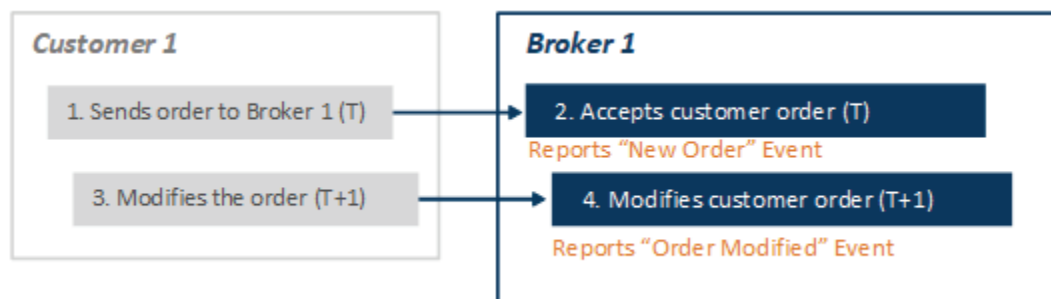 Customer 1
Broker 1
1. Sends order to Broker 1 (T)
2. Accepts customer order (T)
Reports “New Order” Event
3. Modifies the order (T+1)
4. Modifies customer order (T+1)
Reports “Order Modified” Event